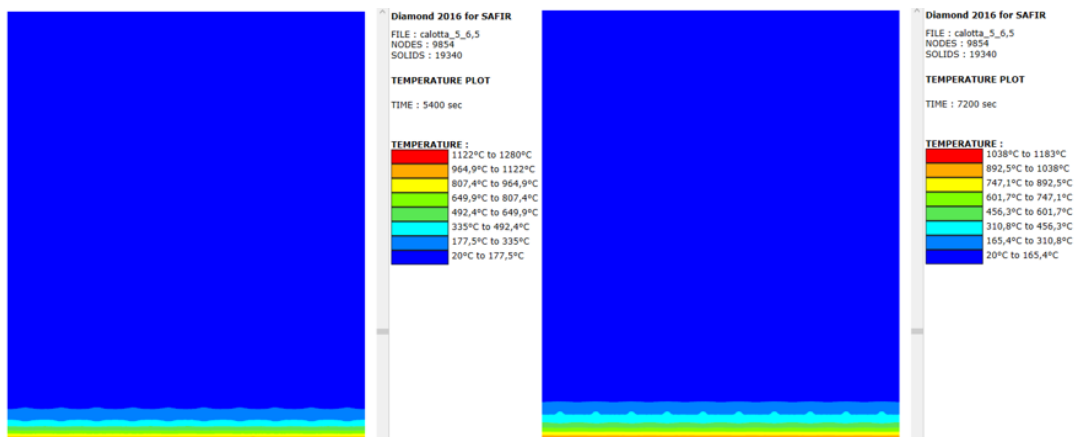 Diamond 2016 for SAFIR
FILE : calotta_5_6,5
NODES : 9854
SOLIDS : 19340
TEMPERATURE PLOT
TIME : 5400 sec
TEMPERATURE :
1122°C to 1280°C
964,9°C to 1122°C
807,4°C to 964,9°C
649,9°C to 807,4°C
492,4°C to 649,9°C
335°C to 492,4°C
177,5°C to 335°C
20°C to 177,5°C
Diamond 2016 for SAFIR
FILE : calotta_5_6,5
NODES : 9854
SOLIDS : 19340
TEMPERATURE PLOT
TIME : 7200 sec
TEMPERATURE :
1038°C to 1183°C
892,5°C to 1038°C
747,1°C to 892,5°C
601,7°C to 747,1°C
456,3°C to 601,7°C
310,8°C to 456,3°C
165,4°C to 310,8°C
20°C to 165,4°C